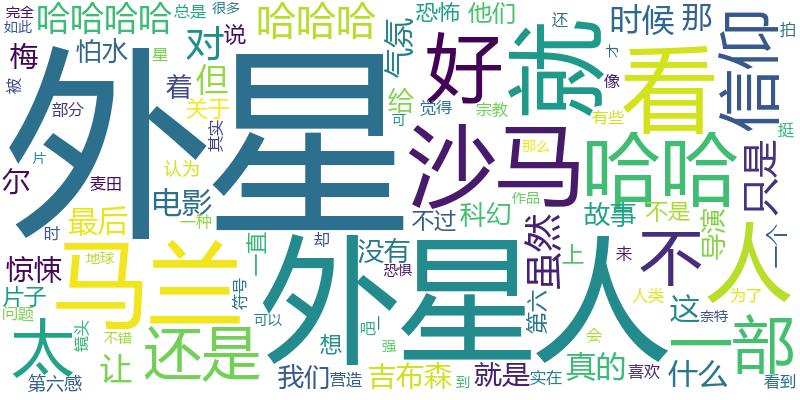 完全
如此
哈哈哈哈
总是
很多
哈哈哈
恐怖
他们
还
时候
那
信仰
拍
梅
怕水
对
说
气氛
好
就
才
看
像
被
着
但
给
觉得
宗教
部分
关于
可
有些
挺
外星
星
其实
沙马
哈哈
只是
尔
片
麦田
认为
那么
作品
电影
最后
一种
不过
科幻
虽然
故事
不是
导演
一个
时
却
马兰
没有
外星人
上
不
来
人
惊悚
地球
一直
恐惧
符号
片子
问题
第六
人类
为了
这
奈特
太
镜头
不错
还是
可以
想
吧
一
强
会
一部
让
第六感
我们
营造
吉布森
到
就是
实在
真的
喜欢
什么
看到